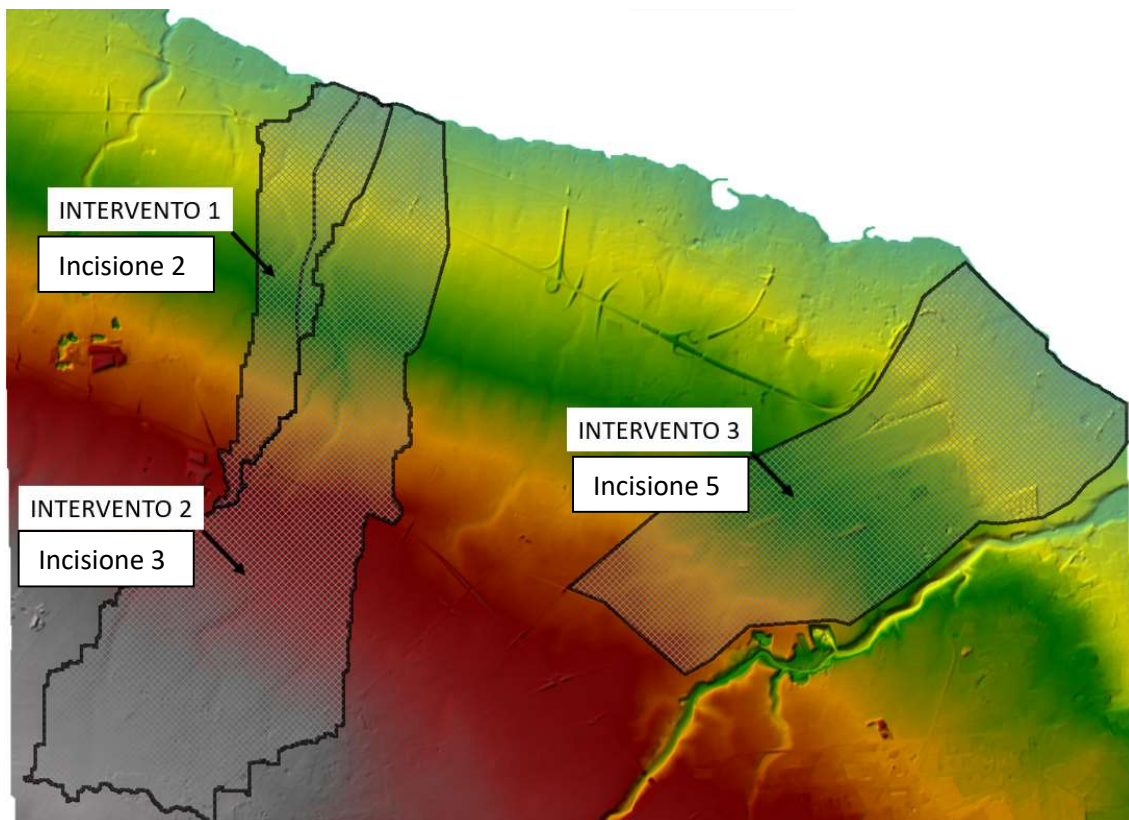 INTERVENTO 1
Incisione 2
INTERVENTO 3
Incisione 5
INTERVENTO 2
Incisione 3